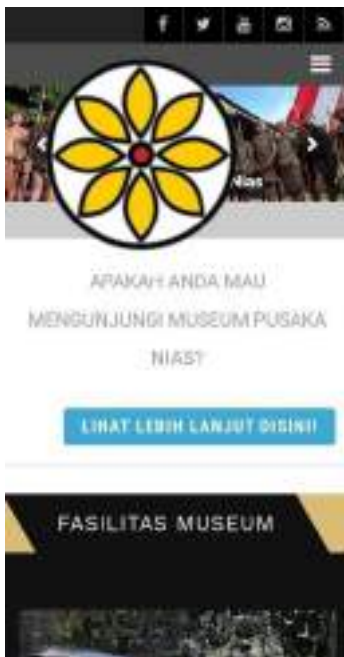 Nias
APAKAH ANDA MAU
MENGUNJUNGI MUSEUM PUSAKA
NIAS?
LIHAT LEBIH LANJUT DISINI!
FASILITAS MUSEUM